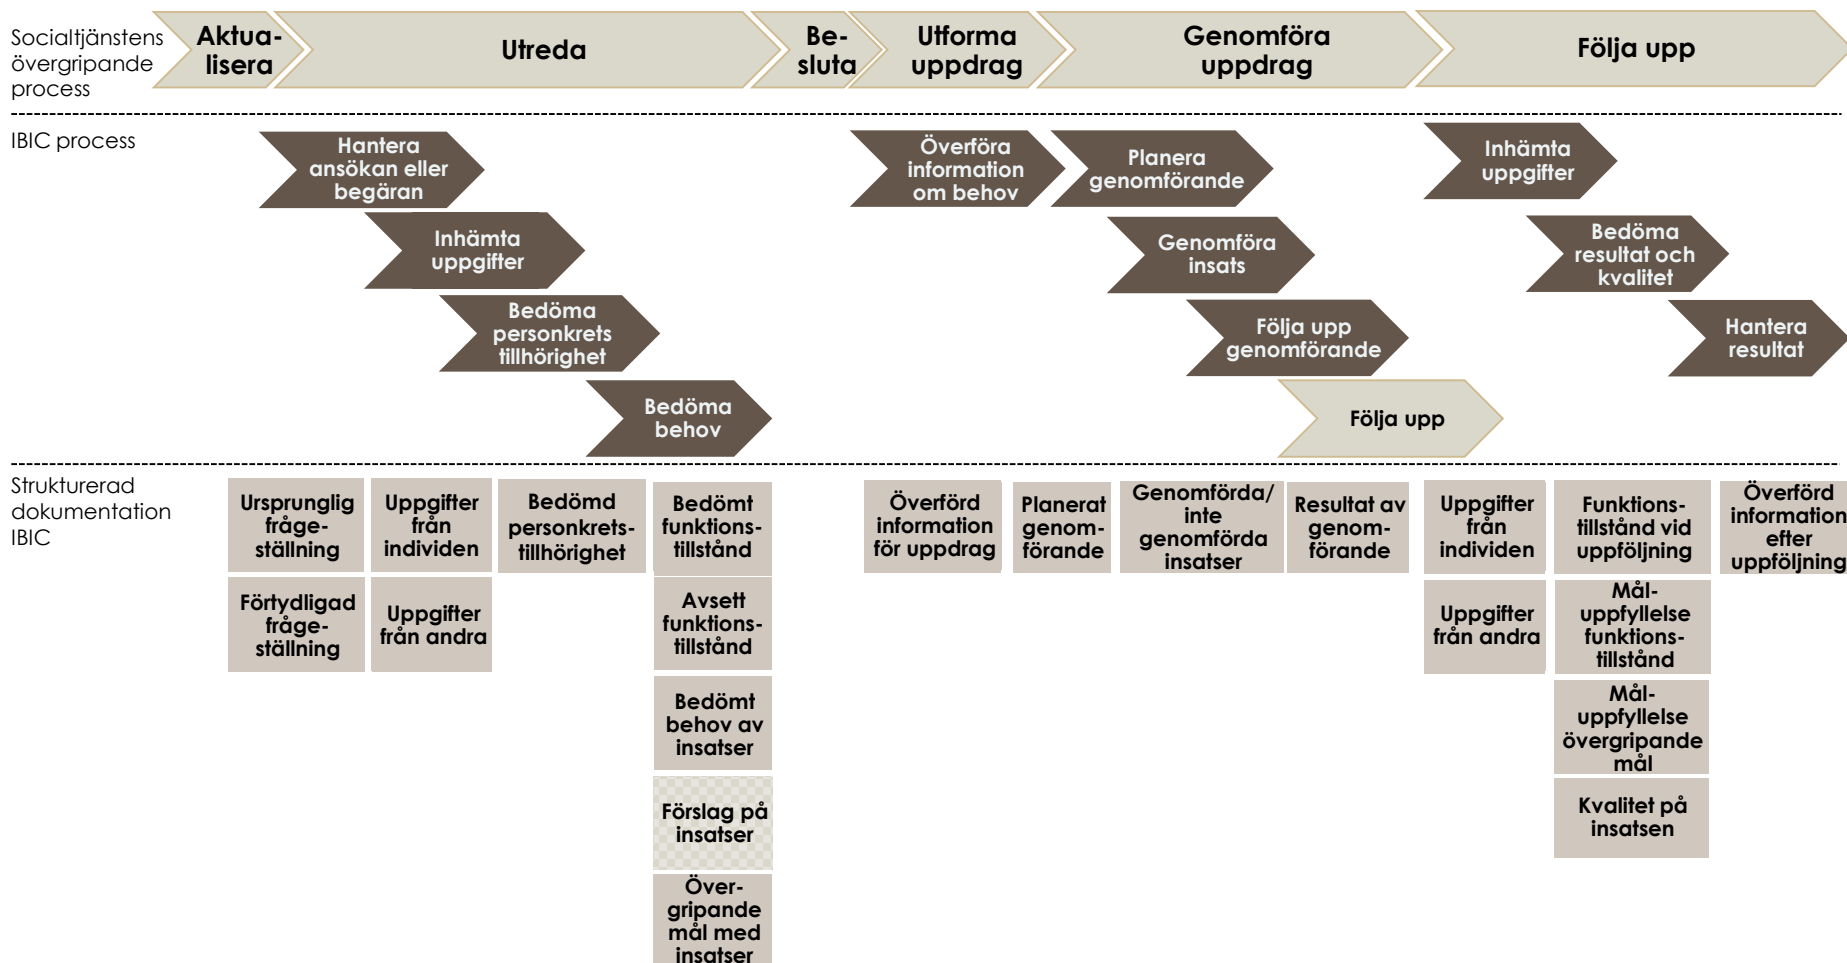 Socialtjänstens
övergripande
process
Aktua-
lisera
Utreda
Be-
sluta
Utforma
uppdrag
Genomföra
uppdrag
Följa upp
IBIC process
Hantera
ansökan eller
begäran
Inhämta
uppgifter
Bedöma
personkrets
tillhörighet
Bedöma
behov
Överföra
information
om behov
Planera
genomförande
Genomföra
insats
Följa upp
genomförande
Följa upp
Inhämta
uppgifter
Bedöma
resultat och
kvalitet
Hantera
resultat
Strukturerad
dokumentation
IBIC
Ursprunglig
fråge-
ställning
Förtydligad
fråge-
ställning
Uppgifter
från
individen
Uppgifter
från andra
Bedömd
personkrets-
tillhörighet
Bedömt
funktions-
tillstånd
Avsett
funktions-
tillstånd
Bedömt
behov av
insatser
Förslag på
insatser
Över-
gripande
mål med
insatser
Överförd
information
för uppdrag
Planerat
genom-
förande
Genomförda/
inte
genomförda
insatser
Resultat av
genom-
förande
Uppgifter
från
individen
Uppgifter
från andra
Funktions-
tillstånd vid
uppföljning
Mål-
uppfyllelse
funktions-
tillstånd
Mål-
uppfyllelse
övergripande
mål
Kvalitet på
insatsen
Överförd
information
efter
uppföljning